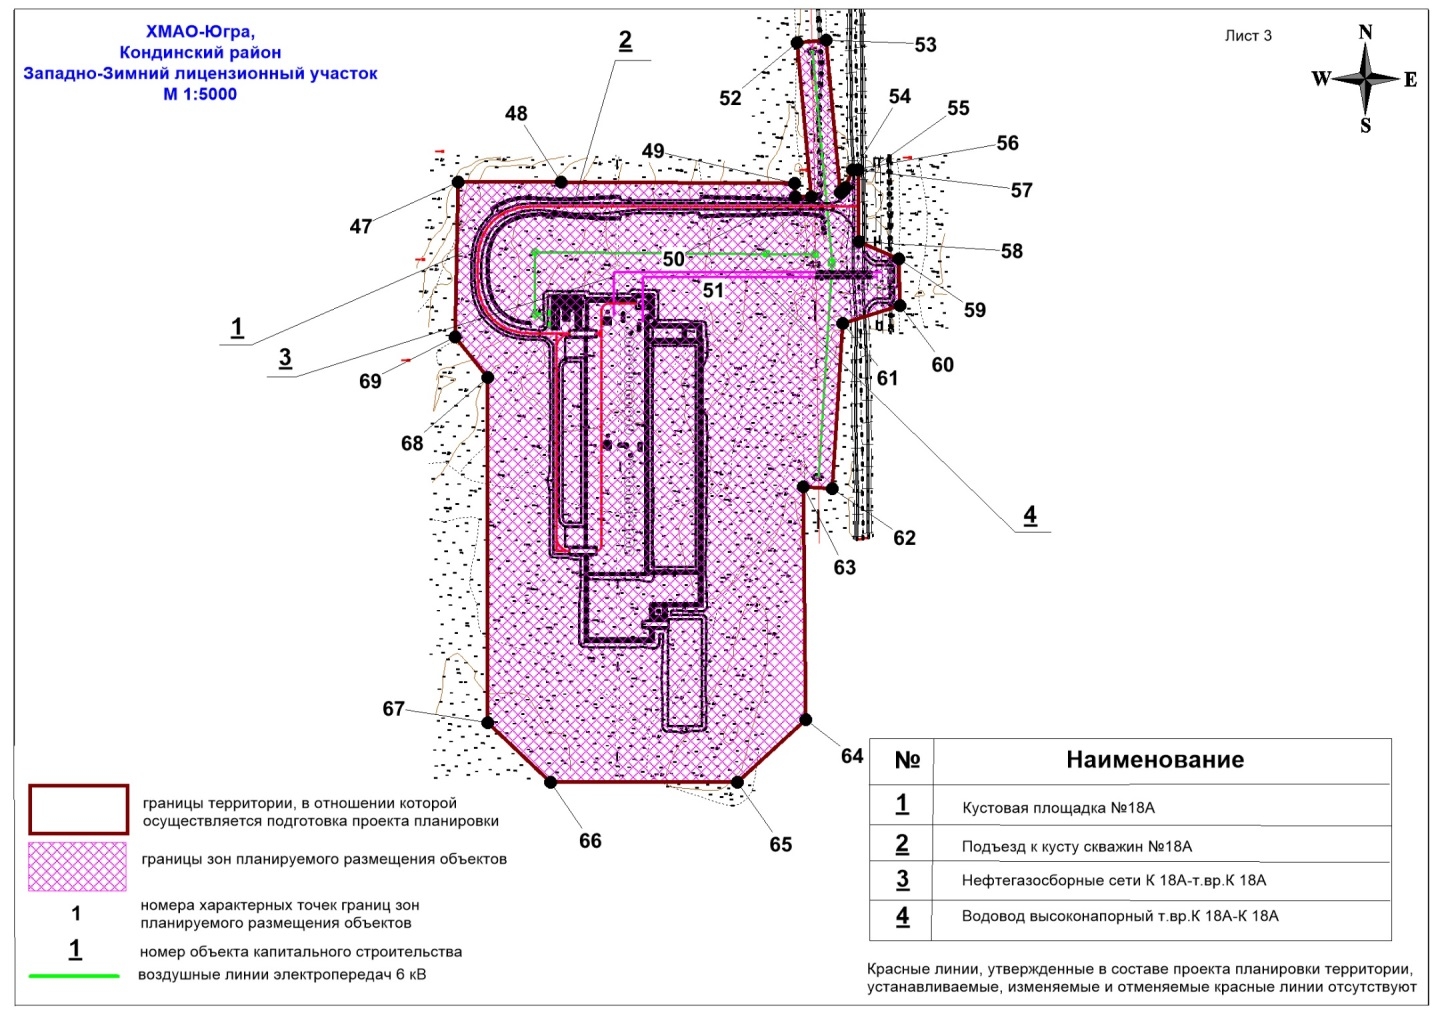 ХМАО-Югра,
Кондинский район
Западно-Зимний лицензионный участок
М 1:5000
Лист 3
N
W E
S
2
53
52
54
55
48
56
49
57
47
58
50
51
59
1
3
60
61
69
68
4
62
63
67
64
66
65
№ Наименование
1 Кустовая площадка №18А
2 Подъезд к кусту скважин №18А
3 Нефтегазосборные сети К 18А-т.вр.К 18А
4 Водовод высоконапорный т.вр.К 18А-К 18А
границы территории, в отношении которой
осуществляется подготовка проекта планировки
границы зон планируемого размещения объектов
1 номера характерных точек границ зон
планируемого размещения объектов
1 номер объекта капитального строительства
воздушные линии электропередач 6 кВ
Красные линии, утвержденные в составе проекта планировки территории,
устанавливаемые, изменяемые и отменяемые красные линии отсутствуют